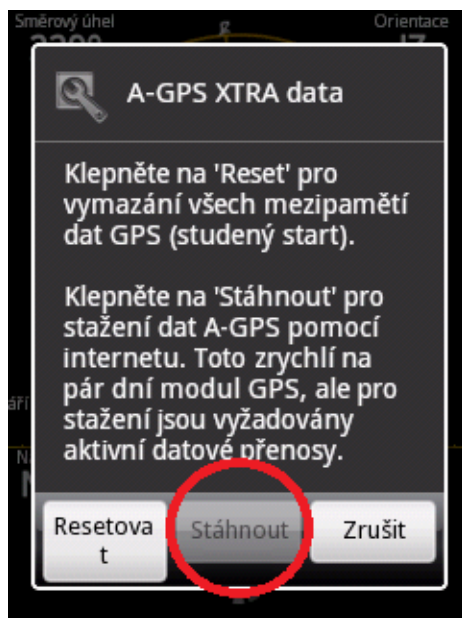 Směrový úhel
Orientace
A-GPS XTRA data
Klepněte na 'Reset' pro
vymazání všech mezipamětí
dat GPS (studený start).
Klepněte na 'Stáhnout' pro
stažení dat A-GPS pomocí
internetu. Toto zrychlí na
pár dní modul GPS, ale pro
stažení jsou vyžadovány
aktivní datové přenosy.
Resetova
t
Stáhnout
Zrušit